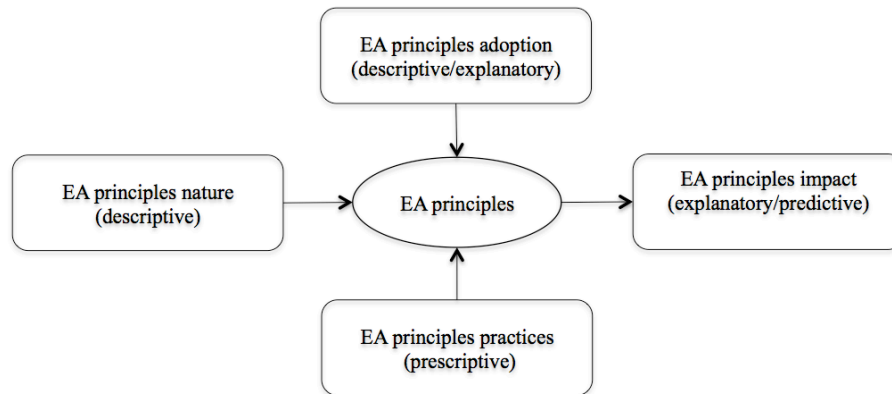 EA principles adoption
(descriptive/explanatory)
EA principles nature
(descriptive)
EA principles
EA principles impact
(explanatory/predictive)
EA principles practices
(prescriptive)